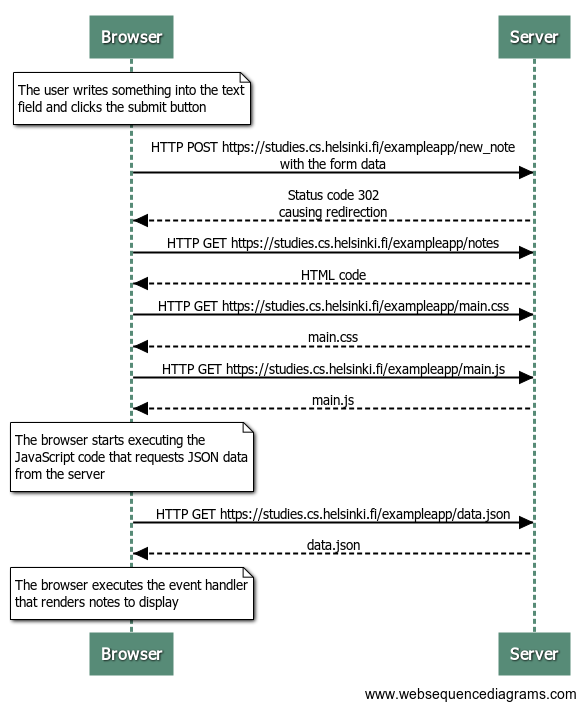 Browser
Server
The user writes something into the text
field and clicks the submit button
HTTP POST https://studies.cs.helsinki.fi/exampleapp/new_note
with the form data
Status code 302
causing redirection
HTTP GET https://studies.cs.helsinki.fi/exampleapp/notes
HTML code
HTTP GET https://studies.cs.helsinki.fi/exampleapp/main.css
main.css
HTTP GET https://studies.cs.helsinki.fi/exampleapp/main.js
main.js
The browser starts executing the
JavaScript code that requests JSON data
from the server
HTTP GET https://studies.cs.helsinki.fi/exampleapp/data.json
data.json
The browser executes the event handler
that renders notes to display
Browser
Server
www.websequencediagrams.com